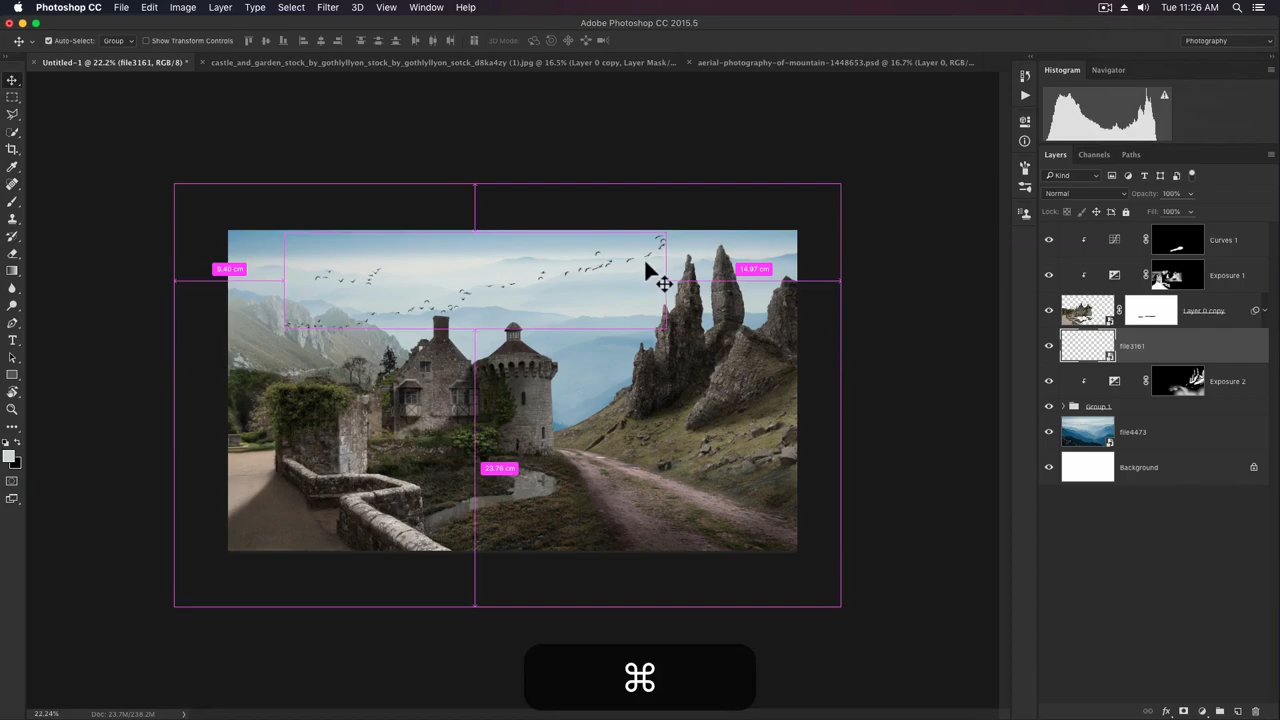 Photoshop CC File Edit Image Layer Type Select Filter 3D View Window Help Tue 11:26 AM
Adobe Photoshop CC 2015.5
Auto-Select: Group Show Transform Controls 3D Mode: Photography
Untitled-1 @ 22.2% (file3161, RGB/8) * castle_and_garden_stock_by_gothlyllyon_stock_by_gothlyllyon_sotck_d8ka4zy (1).jpg @ 16.5% (Layer 0 copy, Layer Mask/... aerial-photography-of-mountain-1448653.psd @ 16.7% (Layer 0, RGB/...
Histogram Navigator
Layers Channels Paths
Kind
Normal Opacity: 100%
Lock: Fill: 100%
Curves 1
Exposure 1
Layer 0 copy
file3161
Exposure 2
Group 1
file4473
Background
9.40 cm
14.97 cm
23.76 cm
⌘
22.24% Doc: 23.7M/238.2M